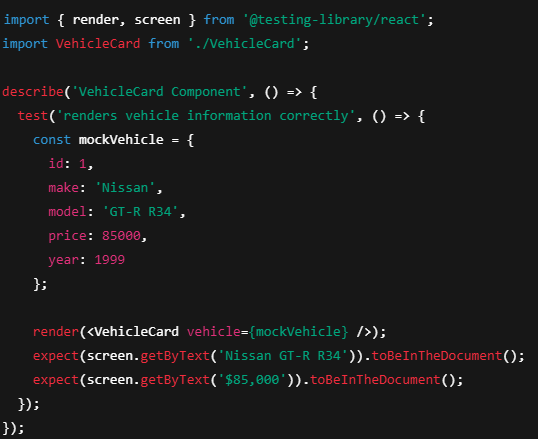 import { render, screen } from '@testing-library/react';
import VehicleCard from './VehicleCard';

describe('VehicleCard Component', () => {
  test('renders vehicle information correctly', () => {
    const mockVehicle = {
      id: 1,
      make: 'Nissan',
      model: 'GT-R R34',
      price: 85000,
      year: 1999
    };

    render(<VehicleCard vehicle={mockVehicle} />);
    expect(screen.getByText('Nissan GT-R R34')).toBeInTheDocument();
    expect(screen.getByText('$85,000')).toBeInTheDocument();
  });
});